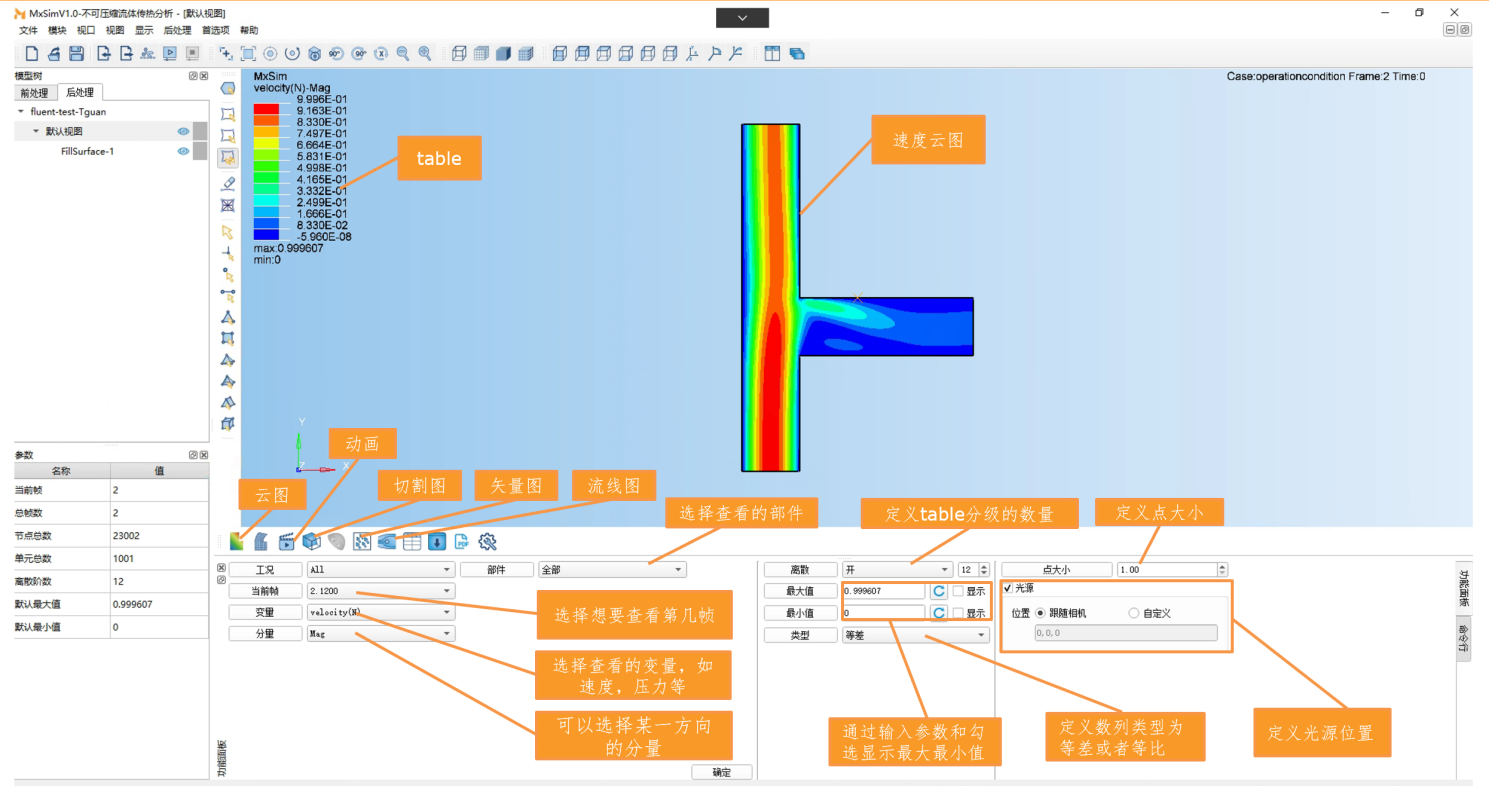 MxSimV1.0-不可压缩流体传热分析 - [默认视图]
文件 模块 视口 视图 显示 后处理 首选项 帮助
模型树
前处理 后处理
fluent-test-Tguan
默认视图
FillSurface-1
MxSim
velocity(N)-Mag
9.996E-01
9.163E-01
8.330E-01
7.497E-01
6.664E-01
5.831E-01
4.998E-01
4.165E-01
3.332E-01
2.499E-01
1.666E-01
8.330E-02
-5.960E-08
max:0.999607
min:0
table
速度云图
Case:operationcondition Frame:2 Time:0
Y
Z
X
动画
云图
切割图
矢量图
流线图
选择查看的部件
定义table分级的数量
定义点大小
参数
名称 值
当前帧 2
总帧数 2
节点总数 23002
单元总数 1001
离散阶数 12
默认最大值 0.999607
默认最小值 0
工况 All 部件 全部
当前帧 2.1200
变量 velocity(N)
分量 Mag
选择想要查看第几帧
选择查看的变量，如
速度，压力等
可以选择某一方向
的分量
确定
离散 开 12
最大值 0.999607 显示
最小值 0 显示
类型 等差
点大小 1.00
光源
位置 跟随相机 自定义
0,0,0
通过输入参数和勾
选显示最大最小值
定义数列类型为
等差或者等比
定义光源位置
功能面板
命令行
功能面板
PDF
90°
90°